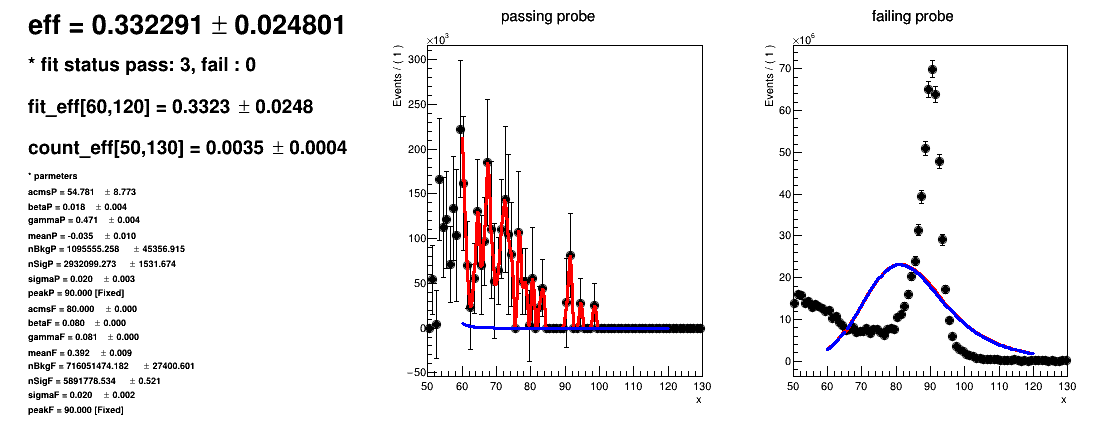 eff = 0.332291 ± 0.024801
* fit status pass: 3, fail : 0
fit_eff[60,120] = 0.3323 ± 0.0248
count_eff[50,130] = 0.0035 ± 0.0004
* parmeters
acmsP = 54.781 ± 8.773
betaP = 0.018 ± 0.004
gammaP = 0.471 ± 0.004
meanP = -0.035 ± 0.010
nBkgP = 1095555.258 ± 45356.915
nSigP = 2932099.273 ± 1531.674
sigmaP = 0.020 ± 0.003
peakP = 90.000 [Fixed]
acmsF = 80.000 ± 0.000
betaF = 0.080 ± 0.000
gammaF = 0.081 ± 0.000
meanF = 0.392 ± 0.009
nBkgF = 716051474.182 ± 27400.601
nSigF = 5891778.534 ± 0.521
sigmaF = 0.020 ± 0.002
peakF = 90.000 [Fixed]
passing probe
×10³
Events / ( 1 )
300
250
200
150
100
50
0
−50
50 60 70 80 90 100 110 120 130
x
failing probe
×10⁶
Events / ( 1 )
70
60
50
40
30
20
10
0
50 60 70 80 90 100 110 120 130
x